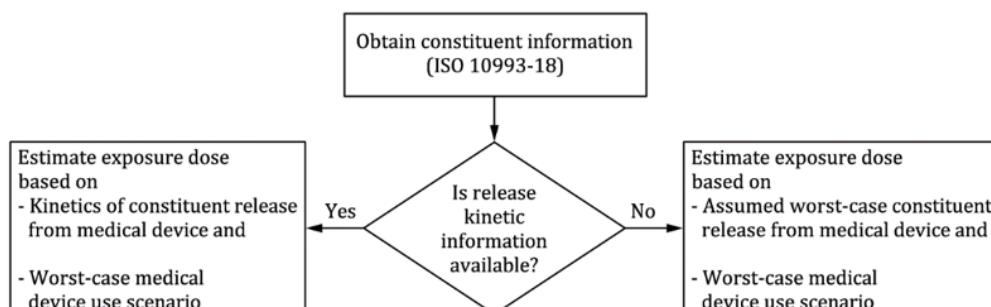 Obtain constituent information
(ISO 10993-18)
Estimate exposure dose
based on
- Kinetics of constituent release
from medical device and
- Worst-case medical
device use scenario
Yes
Is release
kinetic
information
available?
No
Estimate exposure dose
based on
- Assumed worst-case constituent
release from medical device and
- Worst-case medical
device use scenario